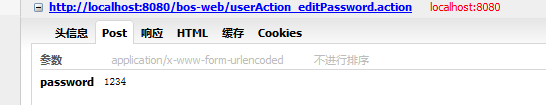 http://localhost:8080/bos-web/userAction_editPassword.action localhost:8080
头信息 Post 响应 HTML 缓存 Cookies
参数 application/x-www-form-urlencoded 不进行排序
password 1234